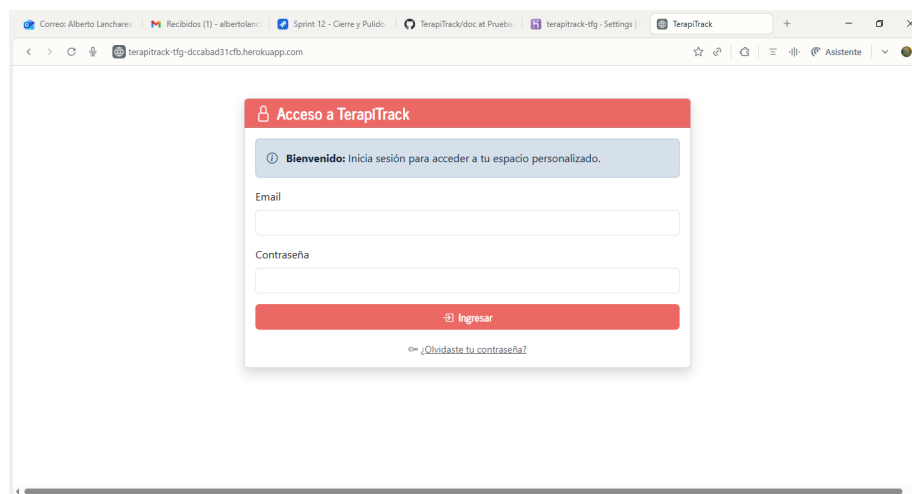 Correo: Alberto Lanchares
Recibidos (1) - albertolanc
Sprint 12 - Cierre y Pulido
TerapiTrack/doc at Prueba
terapitrack-tfg · Settings |
TerapiTrack
terapitrack-tfg-dccabad31cfb.herokuapp.com
Asistente
Acceso a TerapiTrack
Bienvenido: Inicia sesión para acceder a tu espacio personalizado.
Email
Contraseña
Ingresar
¿Olvidaste tu contraseña?